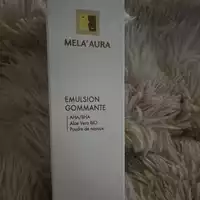 MELA'AURA
EMULSION
GOMMANTE
AHA/BHA
Aloe Vera BIO
Poudre de noyaux